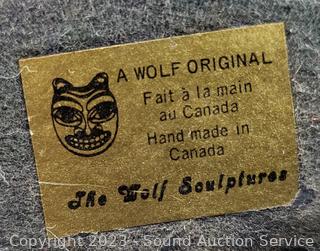 A WOLF ORIGINAL
Fait à la main
au Canada
Hand made in
Canada
The Wolf Sculptures
Copyright 2023 - Sound Auction Service